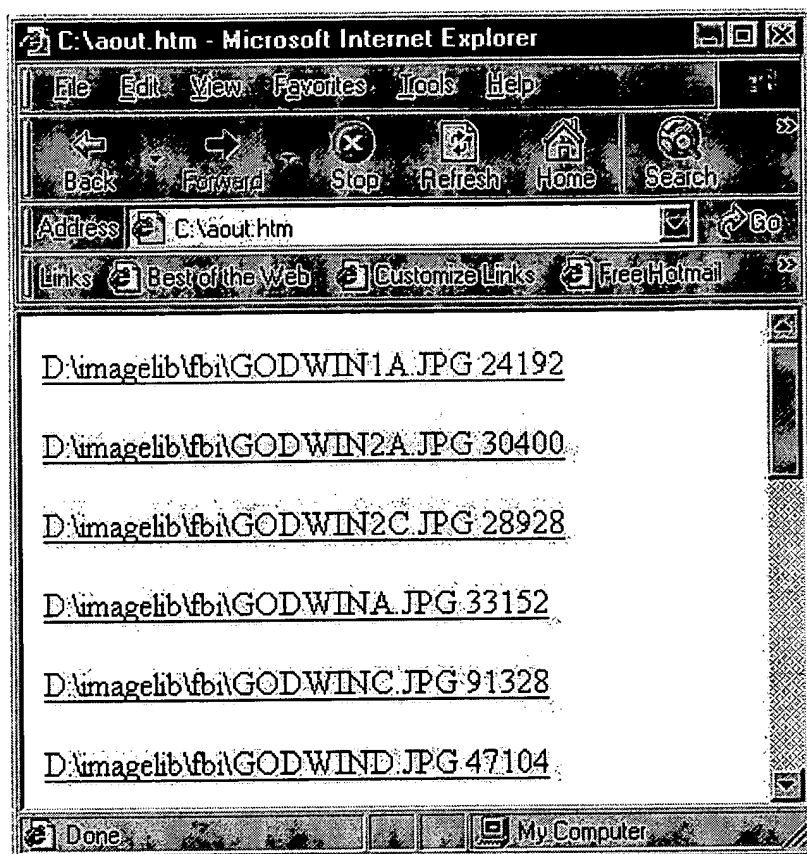 C:\aout.htm - Microsoft Internet Explorer
File Edit View Favorites Tools Help
Back Forward Stop Refresh Home Search »
Address C:\aout.htm Go
Links Best of the Web Customize Links Free Hotmail »
D:\imagelib\fbi\GODWIN1A.JPG 24192
D:\imagelib\fbi\GODWIN2A.JPG 30400
D:\imagelib\fbi\GODWIN2C.JPG 28928
D:\imagelib\fbi\GODWINA.JPG 33152
D:\imagelib\fbi\GODWINC.JPG 91328
D:\imagelib\fbi\GODWIND.JPG 47104
Done My Computer